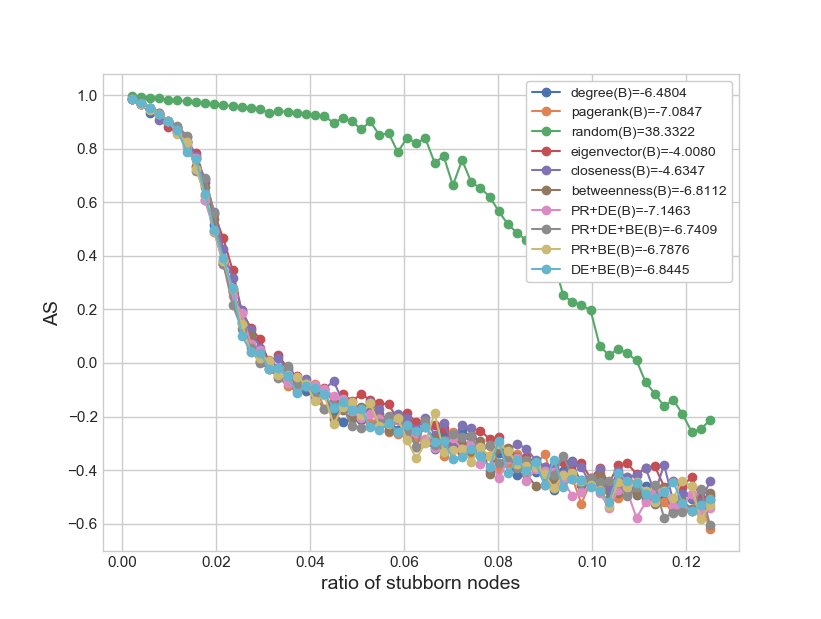 1.0
0.8
0.6
0.4
0.2
0.0
−0.2
−0.4
−0.6
AS
degree(B)=-6.4804
pagerank(B)=-7.0847
random(B)=38.3322
eigenvector(B)=-4.0080
closeness(B)=-4.6347
betweenness(B)=-6.8112
PR+DE(B)=-7.1463
PR+DE+BE(B)=-6.7409
PR+BE(B)=-6.7876
DE+BE(B)=-6.8445
0.00 0.02 0.04 0.06 0.08 0.10 0.12
ratio of stubborn nodes